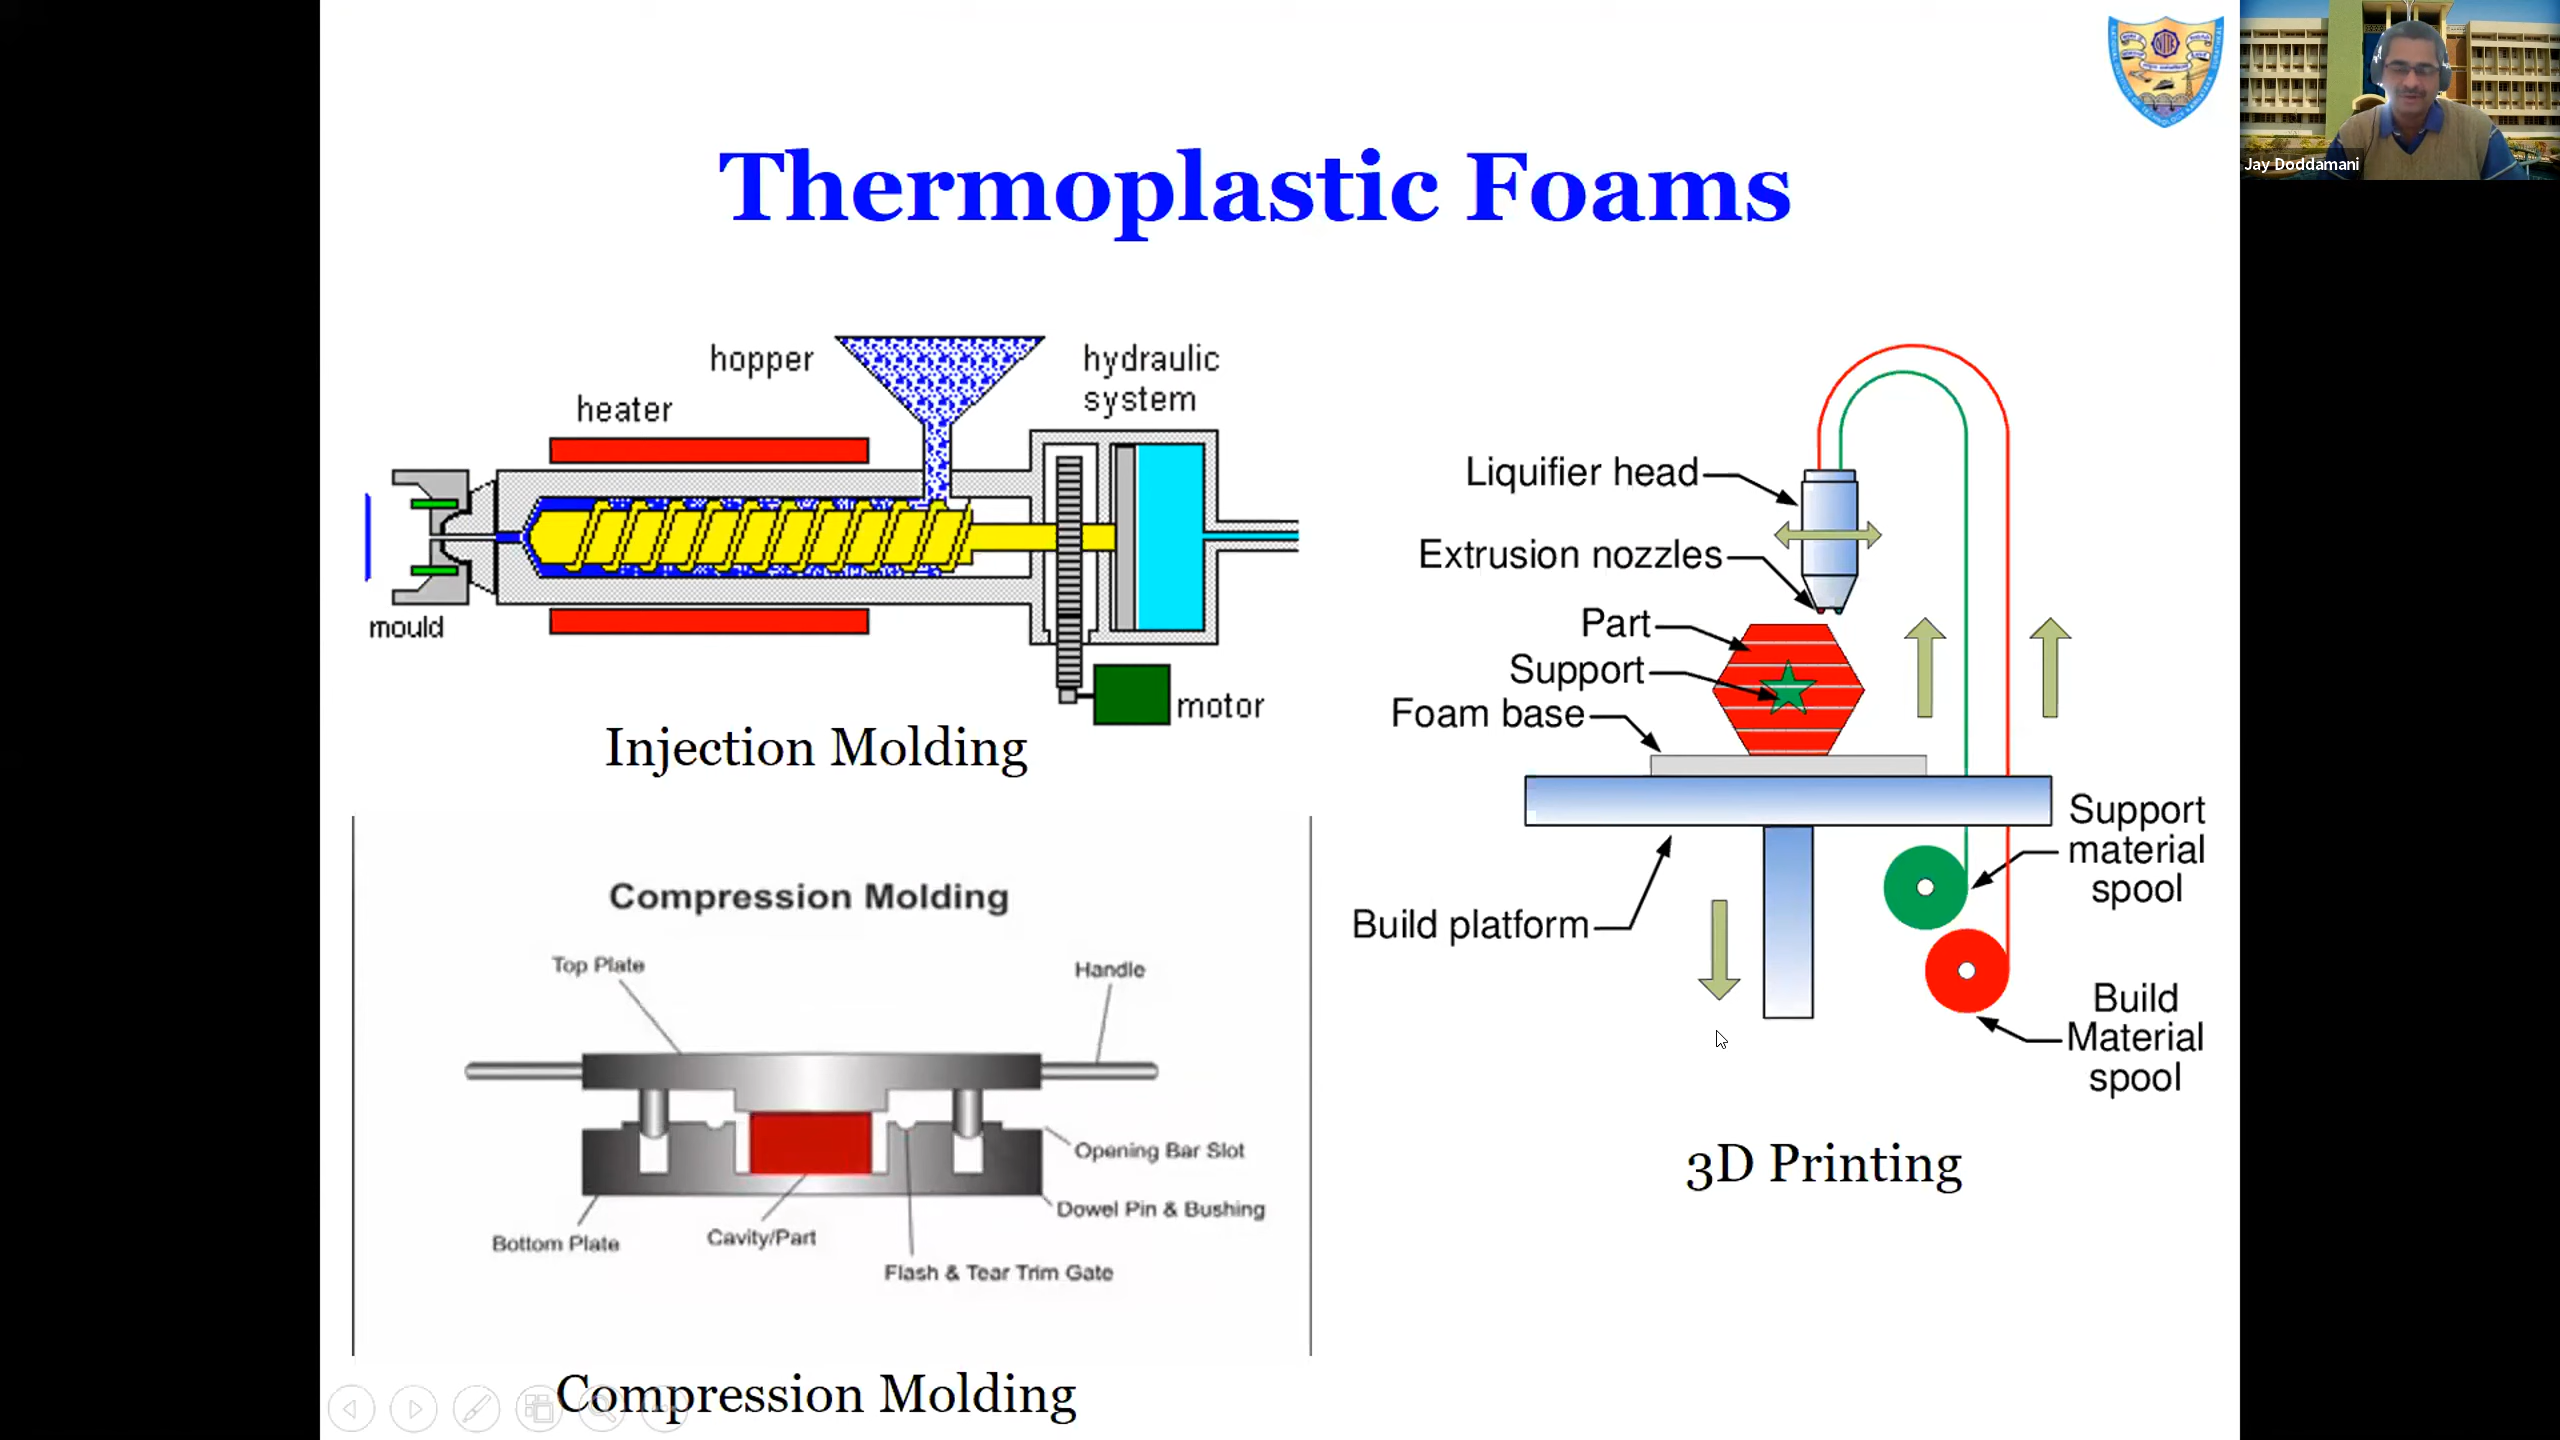 Thermoplastic Foams
Jay Doddamani
hopper
hydraulic
system
heater
mould
motor
Injection Molding
Compression Molding
Top Plate
Handle
Opening Bar Slot
Dowel Pin & Bushing
Bottom Plate
Cavity/Part
Flash & Tear Trim Gate
Compression Molding
Liquifier head
Extrusion nozzles
Part
Support
Foam base
Build platform
Support
material
spool
Build
Material
spool
3D Printing